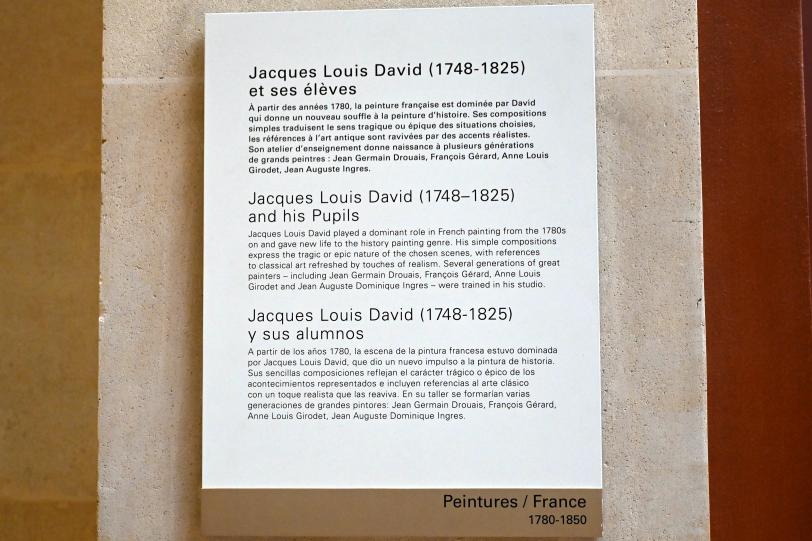 Jacques Louis David (1748-1825)
et ses élèves
À partir des années 1780, la peinture française est dominée par David
qui donne un nouveau souffle à la peinture d'histoire. Ses compositions
simples traduisent le sens tragique ou épique des situations choisies,
les références à l'art antique sont ravivées par des accents réalistes.
Son atelier d'enseignement donne naissance à plusieurs générations
de grands peintres : Jean Germain Drouais, François Gérard, Anne Louis
Girodet, Jean Auguste Ingres.
Jacques Louis David (1748–1825)
and his Pupils
Jacques Louis David played a dominant role in French painting from the 1780s
on and gave new life to the history painting genre. His simple compositions
express the tragic or epic nature of the chosen scenes, with references
to classical art refreshed by touches of realism. Several generations of great
painters – including Jean Germain Drouais, François Gérard, Anne Louis
Girodet and Jean Auguste Dominique Ingres – were trained in his studio.
Jacques Louis David (1748-1825)
y sus alumnos
A partir de los años 1780, la escena de la pintura francesa estuvo dominada
por Jacques Louis David, que dio un nuevo impulso a la pintura de historia.
Sus sencillas composiciones reflejan el carácter trágico o épico de los
acontecimientos representados e incluyen referencias al arte clásico
con un toque realista que las reaviva. En su taller se formarían varias
generaciones de grandes pintores: Jean Germain Drouais, François Gérard,
Anne Louis Girodet, Jean Auguste Dominique Ingres.
Peintures / France
1780-1850